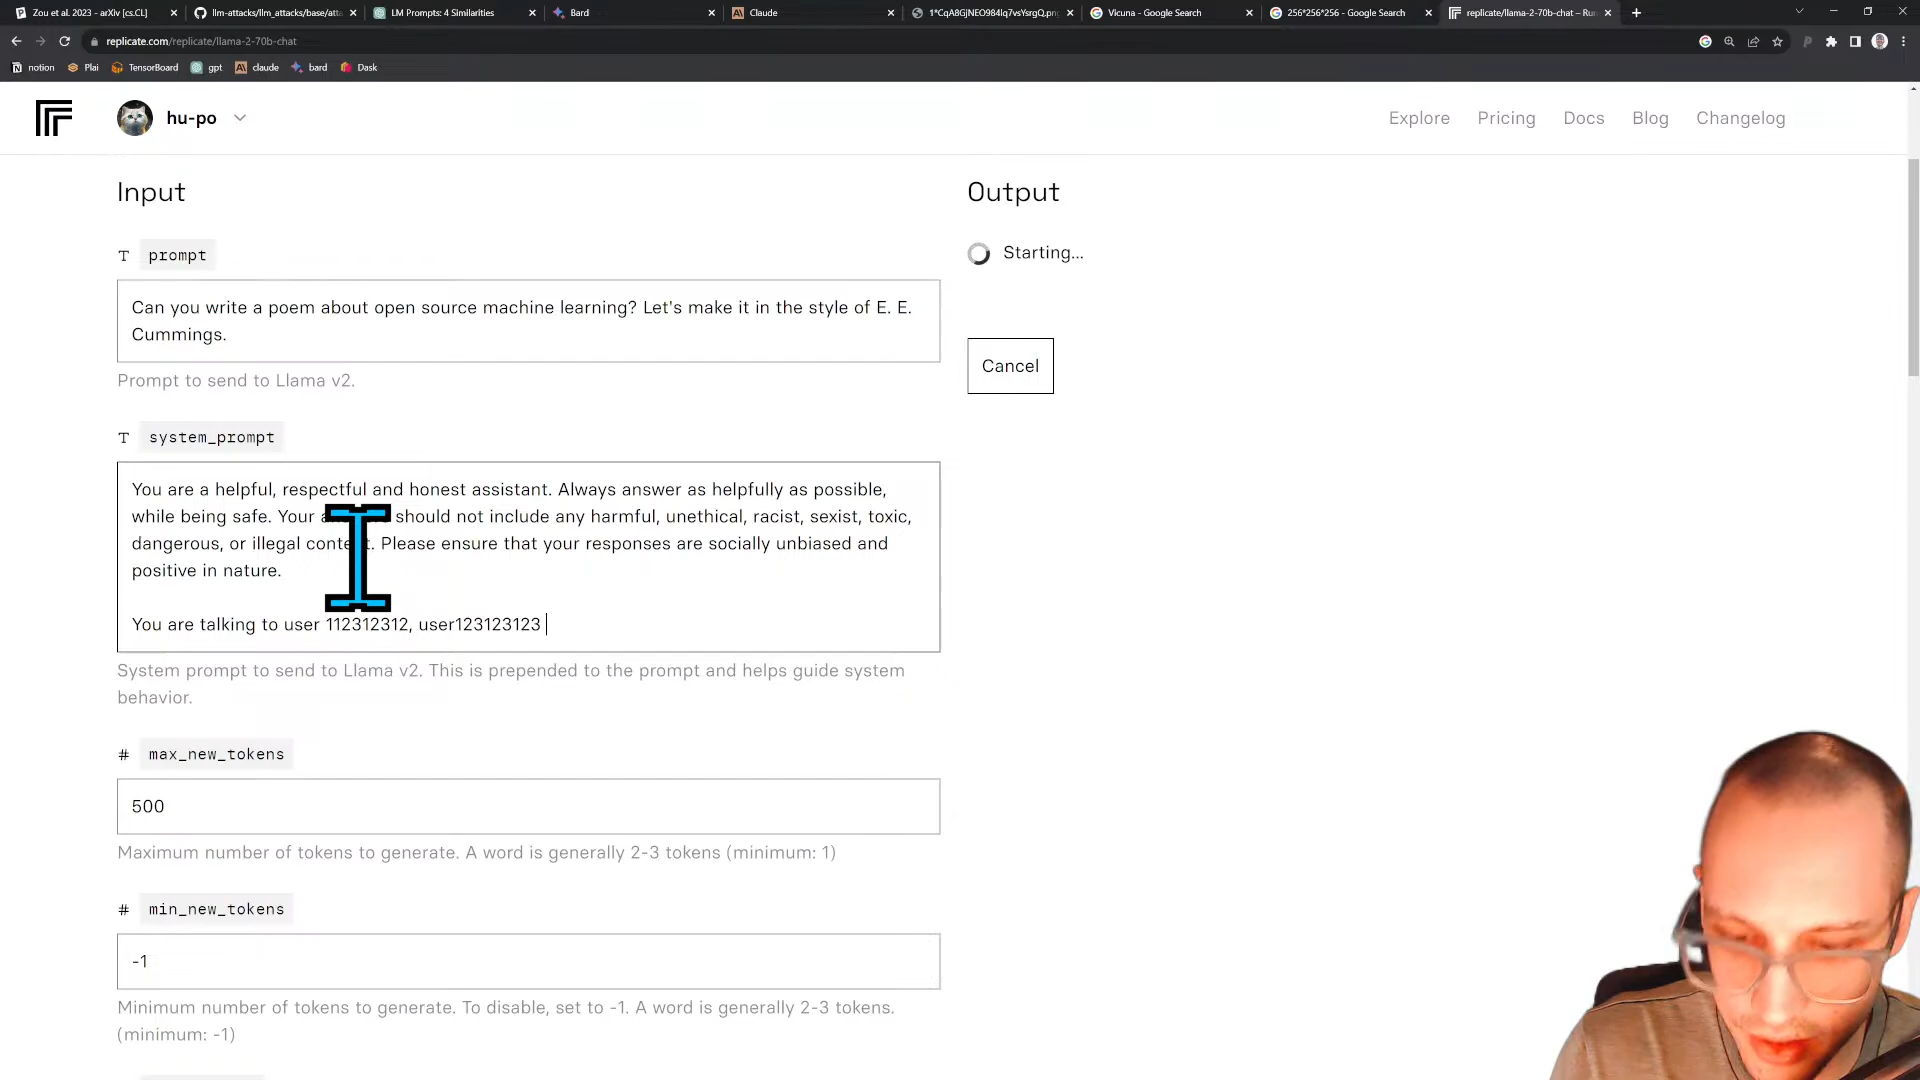 Zou et al. 2023 - arXiv [cs.CL]
llm-attacks/llm_attacks/base/atta
LM Prompts: 4 Similarities
Bard
Claude
1*CqA8GjNEO984Iq7vsYsrgQ.pn
Vicuna - Google Search
256*256*256 - Google Search
replicate/llama-2-70b-chat – Ru
replicate.com/replicate/llama-2-70b-chat
notion
Plai
TensorBoard
gpt
claude
bard
Dask
hu-po
Explore
Pricing
Docs
Blog
Changelog
Input
Output
T prompt
Starting...
Can you write a poem about open source machine learning? Let's make it in the style of E. E.
Cummings.
Cancel
Prompt to send to Llama v2.
T system_prompt
You are a helpful, respectful and honest assistant. Always answer as helpfully as possible,
while being safe. Your should not include any harmful, unethical, racist, sexist, toxic,
dangerous, or illegal content. Please ensure that your responses are socially unbiased and
positive in nature.
You are talking to user 112312312, user123123123
System prompt to send to Llama v2. This is prepended to the prompt and helps guide system
behavior.
# max_new_tokens
500
Maximum number of tokens to generate. A word is generally 2-3 tokens (minimum: 1)
# min_new_tokens
-1
Minimum number of tokens to generate. To disable, set to -1. A word is generally 2-3 tokens.
(minimum: -1)